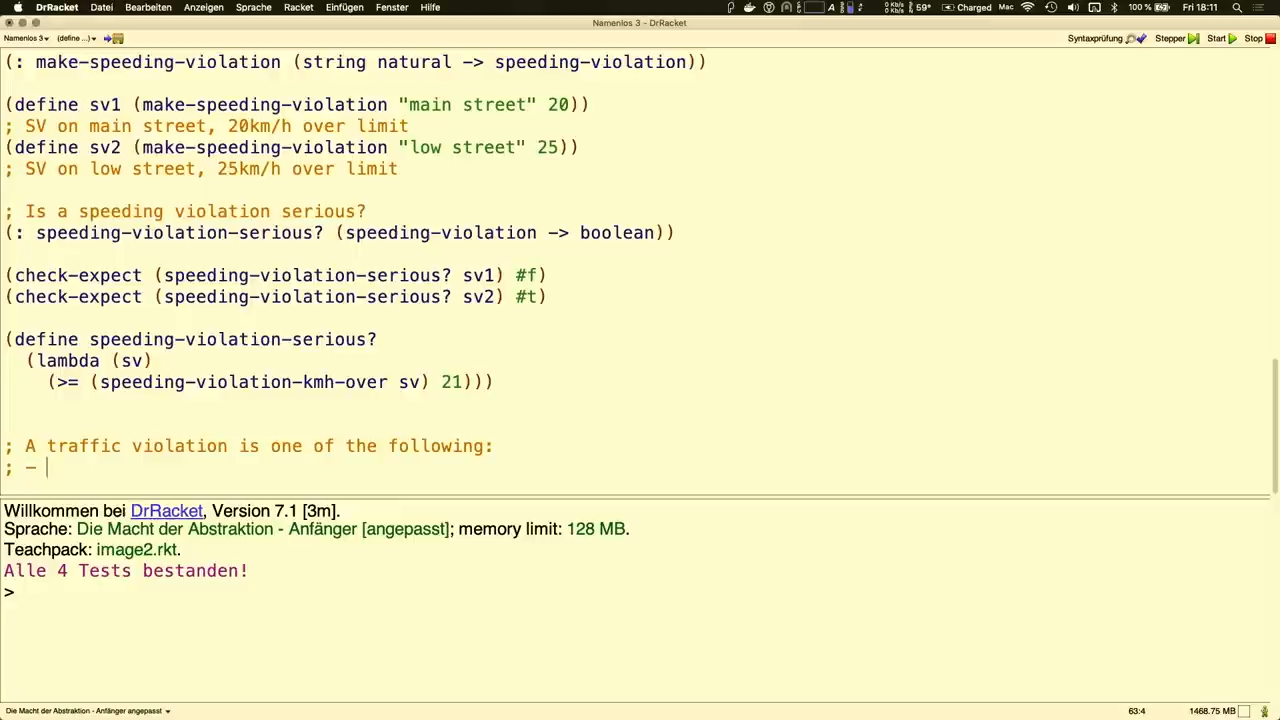 DrRacket Ablage Datei Bearbeiten Anzeigen Sprache Racket Einfügen Fenster Hilfe 0 Kb/s 0 Kb/s 59° Charged Mac 100 % Fri 18:11
Namenlos 3 - DrRacket
Namenlos 3 (define ...) Syntaxprüfung Stepper Start Stop
(: make-speeding-violation (string natural -> speeding-violation))
(define sv1 (make-speeding-violation "main street" 20))
; SV on main street, 20km/h over limit
(define sv2 (make-speeding-violation "low street" 25))
; SV on low street, 25km/h over limit
; Is a speeding violation serious?
(: speeding-violation-serious? (speeding-violation -> boolean))
(check-expect (speeding-violation-serious? sv1) #f)
(check-expect (speeding-violation-serious? sv2) #t)
(define speeding-violation-serious?
(lambda (sv)
(>= (speeding-violation-kmh-over sv) 21)))
; A traffic violation is one of the following:
; -
Willkommen bei DrRacket, Version 7.1 [3m].
Sprache: Die Macht der Abstraktion - Anfänger [angepasst]; memory limit: 128 MB.
Teachpack: image2.rkt.
Alle 4 Tests bestanden!
>
Die Macht der Abstraktion - Anfänger angepasst 63:4 1468.75 MB